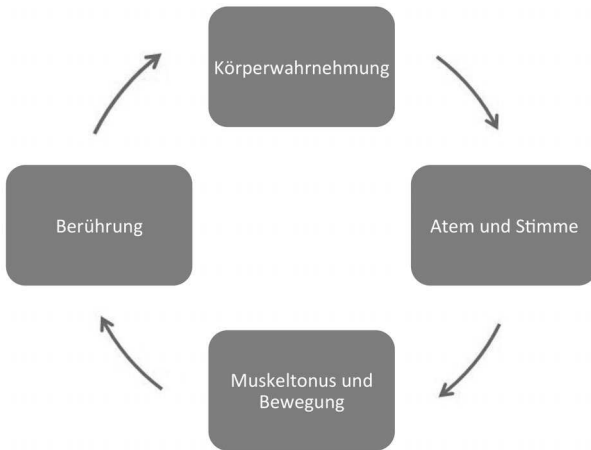 Körperwahrnehmung
Atem und Stimme
Muskeltonus und
Bewegung
Berührung